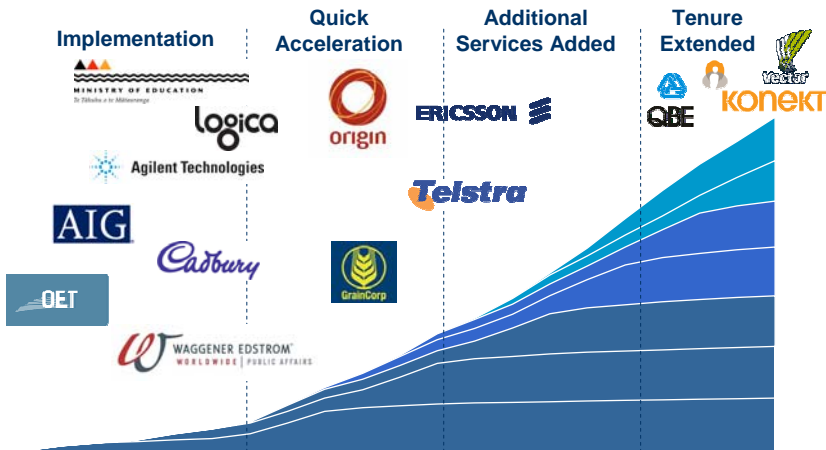 Implementation
Quick
Acceleration
Additional
Services Added
Tenure
Extended
MINISTRY OF EDUCATION
Te Tāhuhu o te Mātauranga
logica
Agilent Technologies
AIG
Cadbury
OET
WAGGENER EDSTROM
WORLDWIDE | PUBLIC AFFAIRS
origin
GrainCorp
ERICSSON
Telstra
QBE
konekt
vector